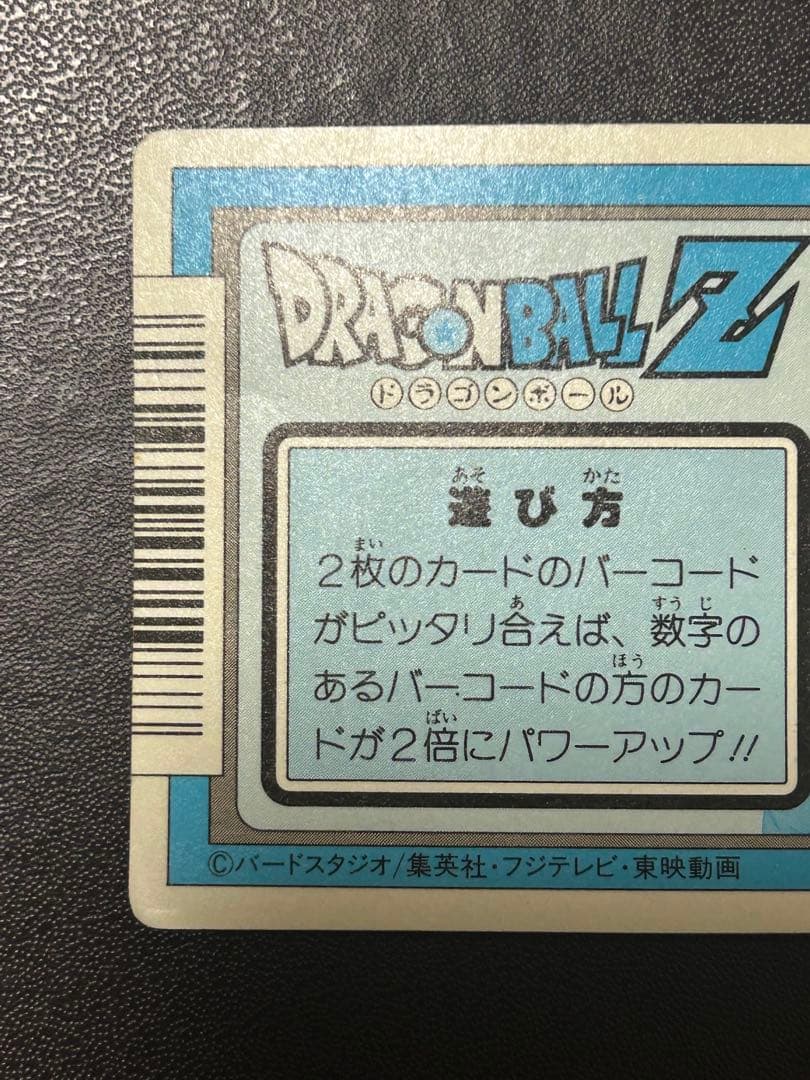 DRAGON BALL Z
ドラゴンボール
遊び方
2枚のカードのバーコード
がピッタリ合えば、数字の
あるバーコードの方のカー
ドが2倍にパワーアップ!!
©バードスタジオ/集英社・フジテレビ・東映動画